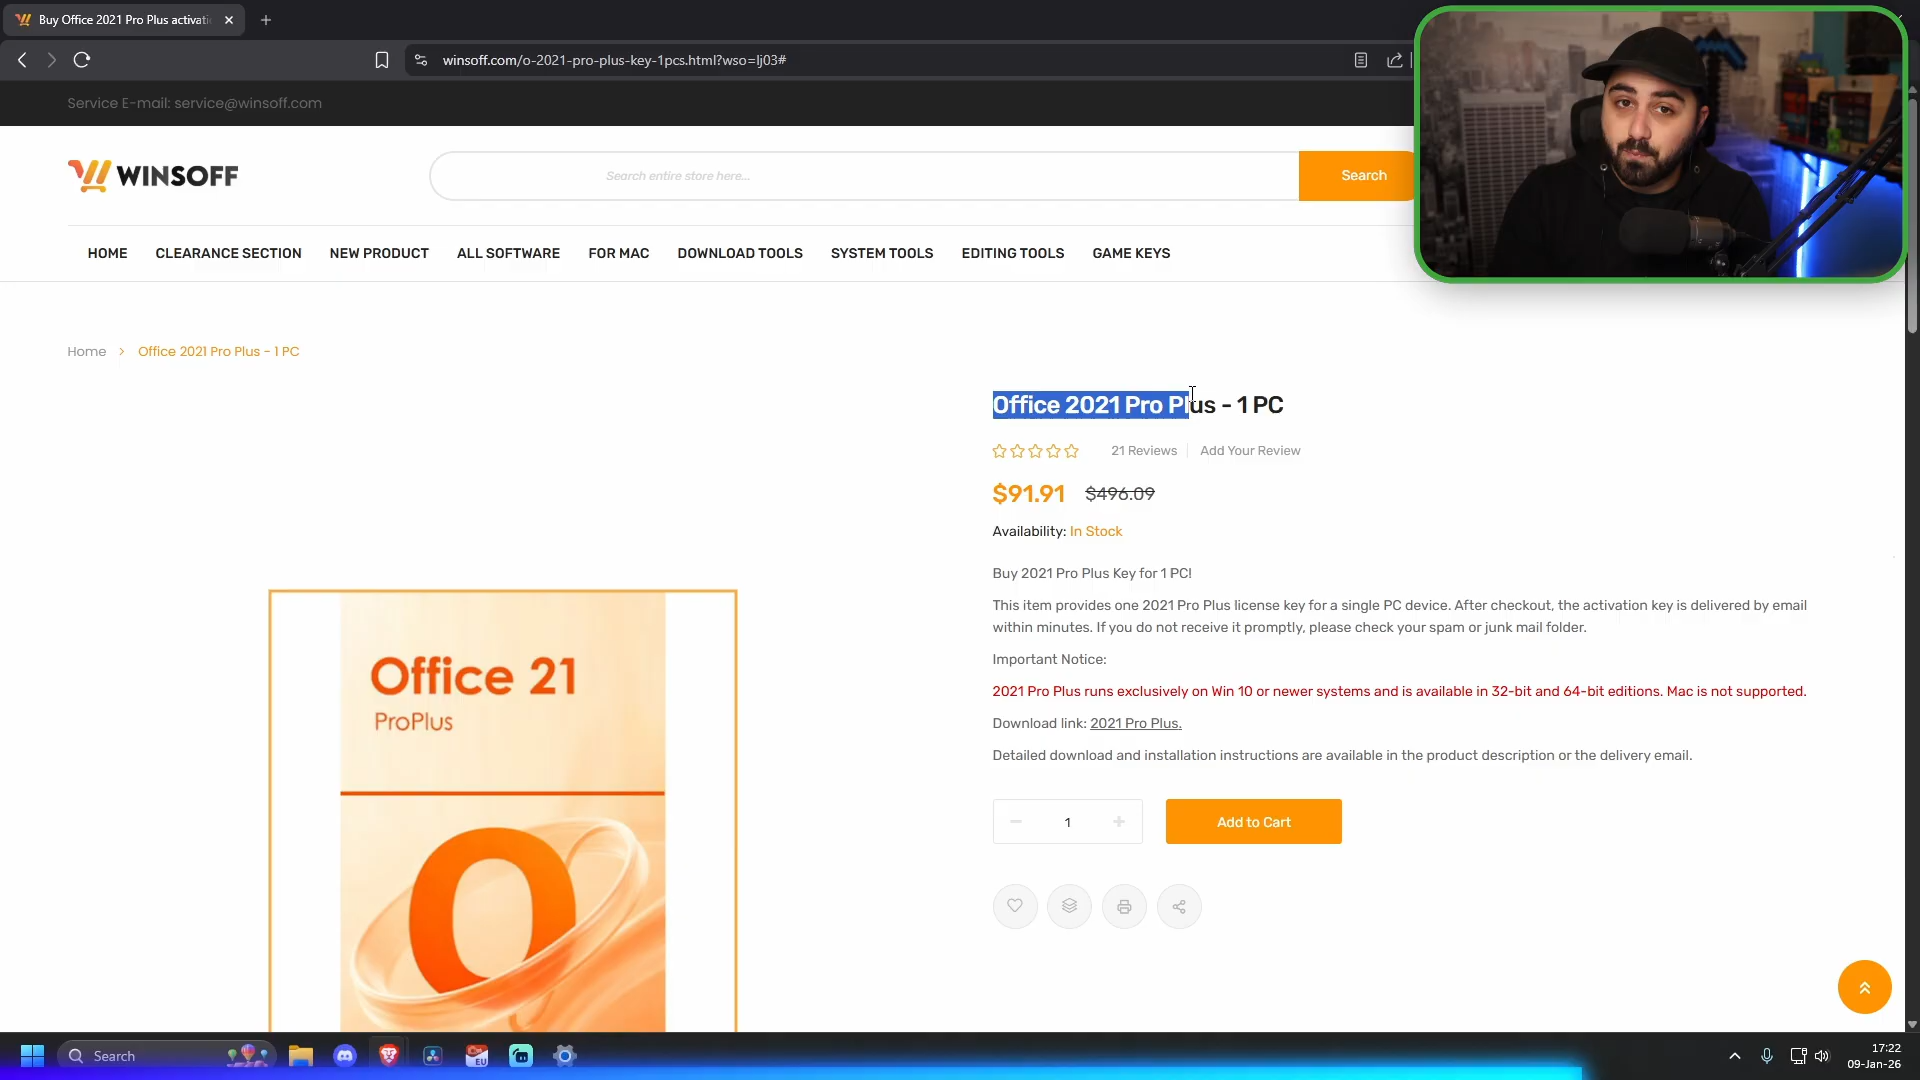 Buy Office 2021 Pro Plus activati
winsoff.com/o-2021-pro-plus-key-1pcs.html?wso=lj03#
Service E-mail: service@winsoff.com
WINSOFF
Search entire store here...
Search
HOME
CLEARANCE SECTION
NEW PRODUCT
ALL SOFTWARE
FOR MAC
DOWNLOAD TOOLS
SYSTEM TOOLS
EDITING TOOLS
GAME KEYS
Home > Office 2021 Pro Plus - 1 PC
Office 2021 Pro Plus - 1 PC
21 Reviews
Add Your Review
$91.91 $496.09
Availability: In Stock
Buy 2021 Pro Plus Key for 1 PC!
This item provides one 2021 Pro Plus license key for a single PC device. After checkout, the activation key is delivered by email
within minutes. If you do not receive it promptly, please check your spam or junk mail folder.
Important Notice:
2021 Pro Plus runs exclusively on Win 10 or newer systems and is available in 32-bit and 64-bit editions. Mac is not supported.
Download link: 2021 Pro Plus.
Detailed download and installation instructions are available in the product description or the delivery email.
1
Add to Cart
Office 21
ProPlus
Search
EU
17:22
09-Jan-26